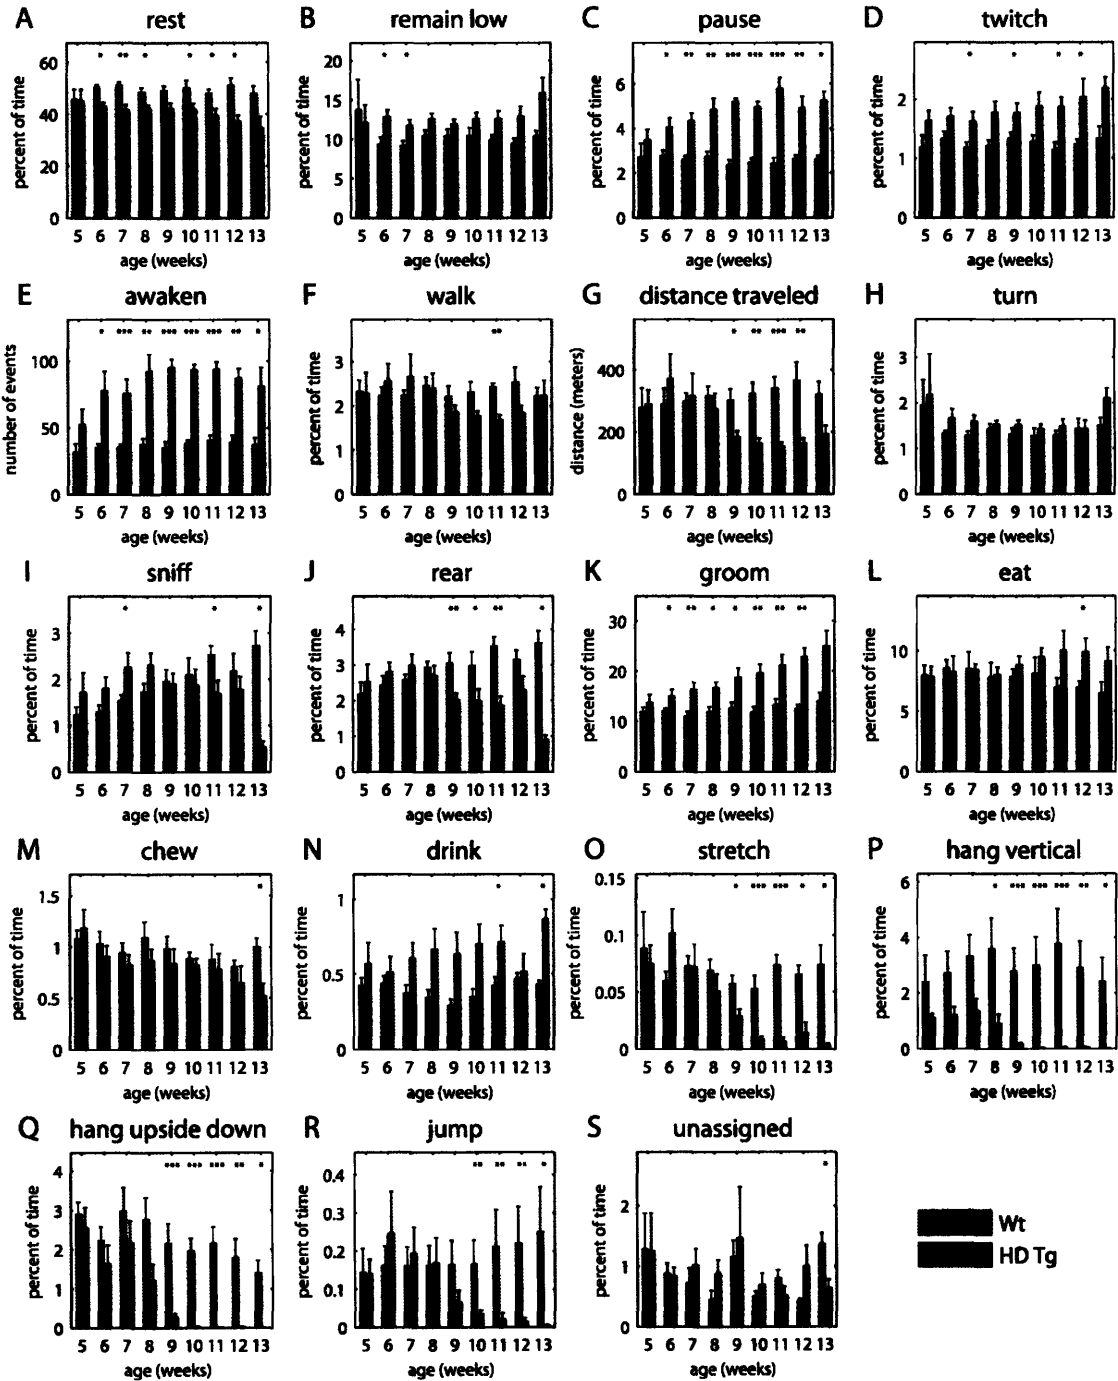 A rest
B remain low
C pause
D twitch
60
40
20
0
percent of time
* ** * * * *
5 6 7 8 9 10 11 12 13
age (weeks)
20
15
10
5
0
percent of time
* *
5 6 7 8 9 10 11 12 13
age (weeks)
6
4
2
0
percent of time
* ** ** *** *** *** ** *
5 6 7 8 9 10 11 12 13
age (weeks)
2
1
0
percent of time
* * * *
5 6 7 8 9 10 11 12 13
age (weeks)
E awaken
F walk
G distance traveled
H turn
100
50
0
number of events
* *** ** *** *** *** ** *
5 6 7 8 9 10 11 12 13
age (weeks)
3
2
1
0
percent of time
**
5 6 7 8 9 10 11 12 13
age (weeks)
400
200
0
distance (meters)
* ** *** **
5 6 7 8 9 10 11 12 13
age (weeks)
3
2
1
0
percent of time
5 6 7 8 9 10 11 12 13
age (weeks)
I sniff
J rear
K groom
L eat
3
2
1
0
percent of time
* * *
5 6 7 8 9 10 11 12 13
age (weeks)
4
3
2
1
0
percent of time
** * ** *
5 6 7 8 9 10 11 12 13
age (weeks)
30
20
10
0
percent of time
* ** * * ** ** **
5 6 7 8 9 10 11 12 13
age (weeks)
10
5
0
percent of time
*
5 6 7 8 9 10 11 12 13
age (weeks)
M chew
N drink
O stretch
P hang vertical
1.5
1
0.5
0
percent of time
*
5 6 7 8 9 10 11 12 13
age (weeks)
1
0.5
0
percent of time
* *
5 6 7 8 9 10 11 12 13
age (weeks)
0.15
0.1
0.05
0
percent of time
* *** *** * *
5 6 7 8 9 10 11 12 13
age (weeks)
6
4
2
0
percent of time
* *** *** *** ** *
5 6 7 8 9 10 11 12 13
age (weeks)
Q hang upside down
R jump
S unassigned
4
3
2
1
0
percent of time
*** *** *** ** *
5 6 7 8 9 10 11 12 13
age (weeks)
0.4
0.3
0.2
0.1
0
percent of time
** ** ** *
5 6 7 8 9 10 11 12 13
age (weeks)
2
1
0
percent of time
*
5 6 7 8 9 10 11 12 13
age (weeks)
Wt
HD Tg